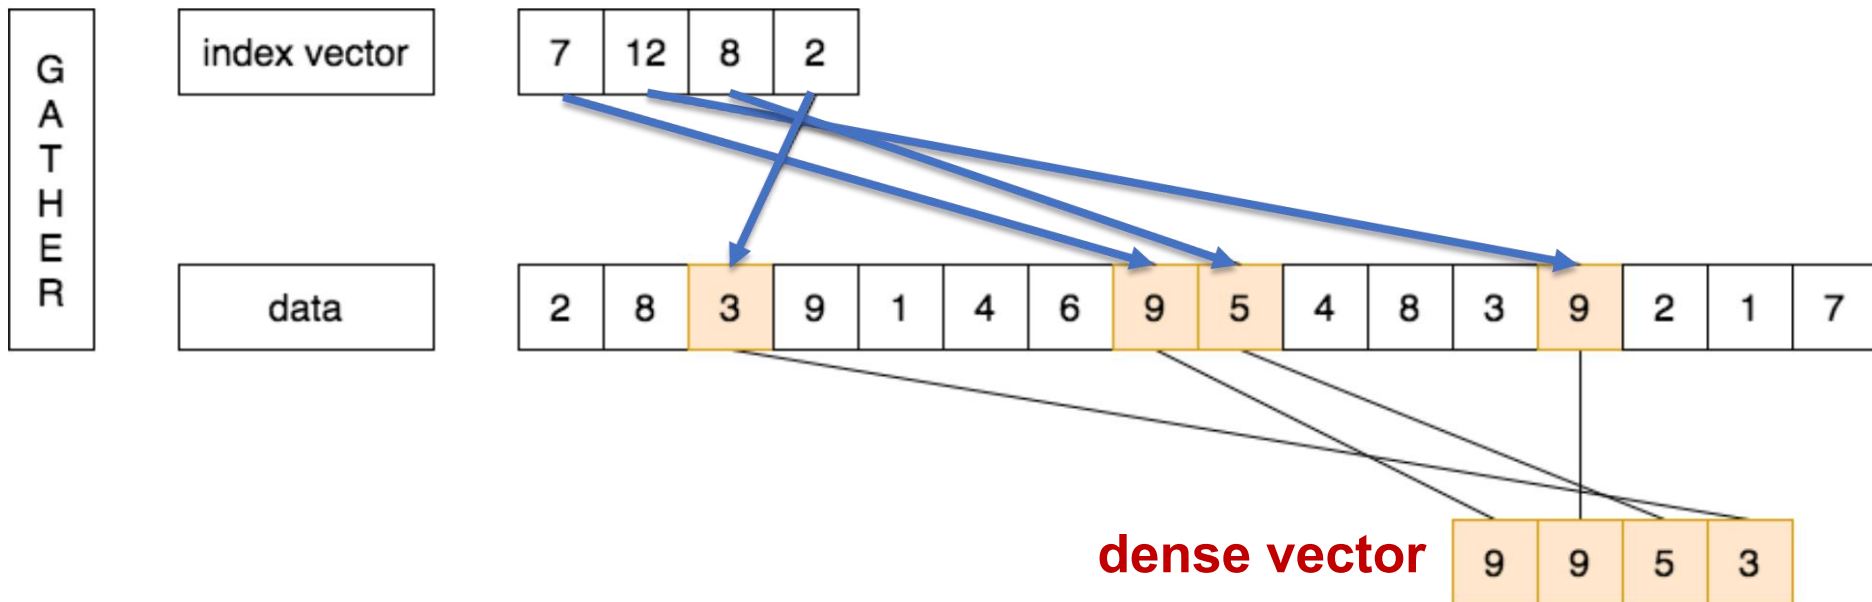 GATHER
index vector 7 12 8 2
data 2 8 3 9 1 4 6 9 5 4 8 3 9 2 1 7
dense vector 9 9 5 3